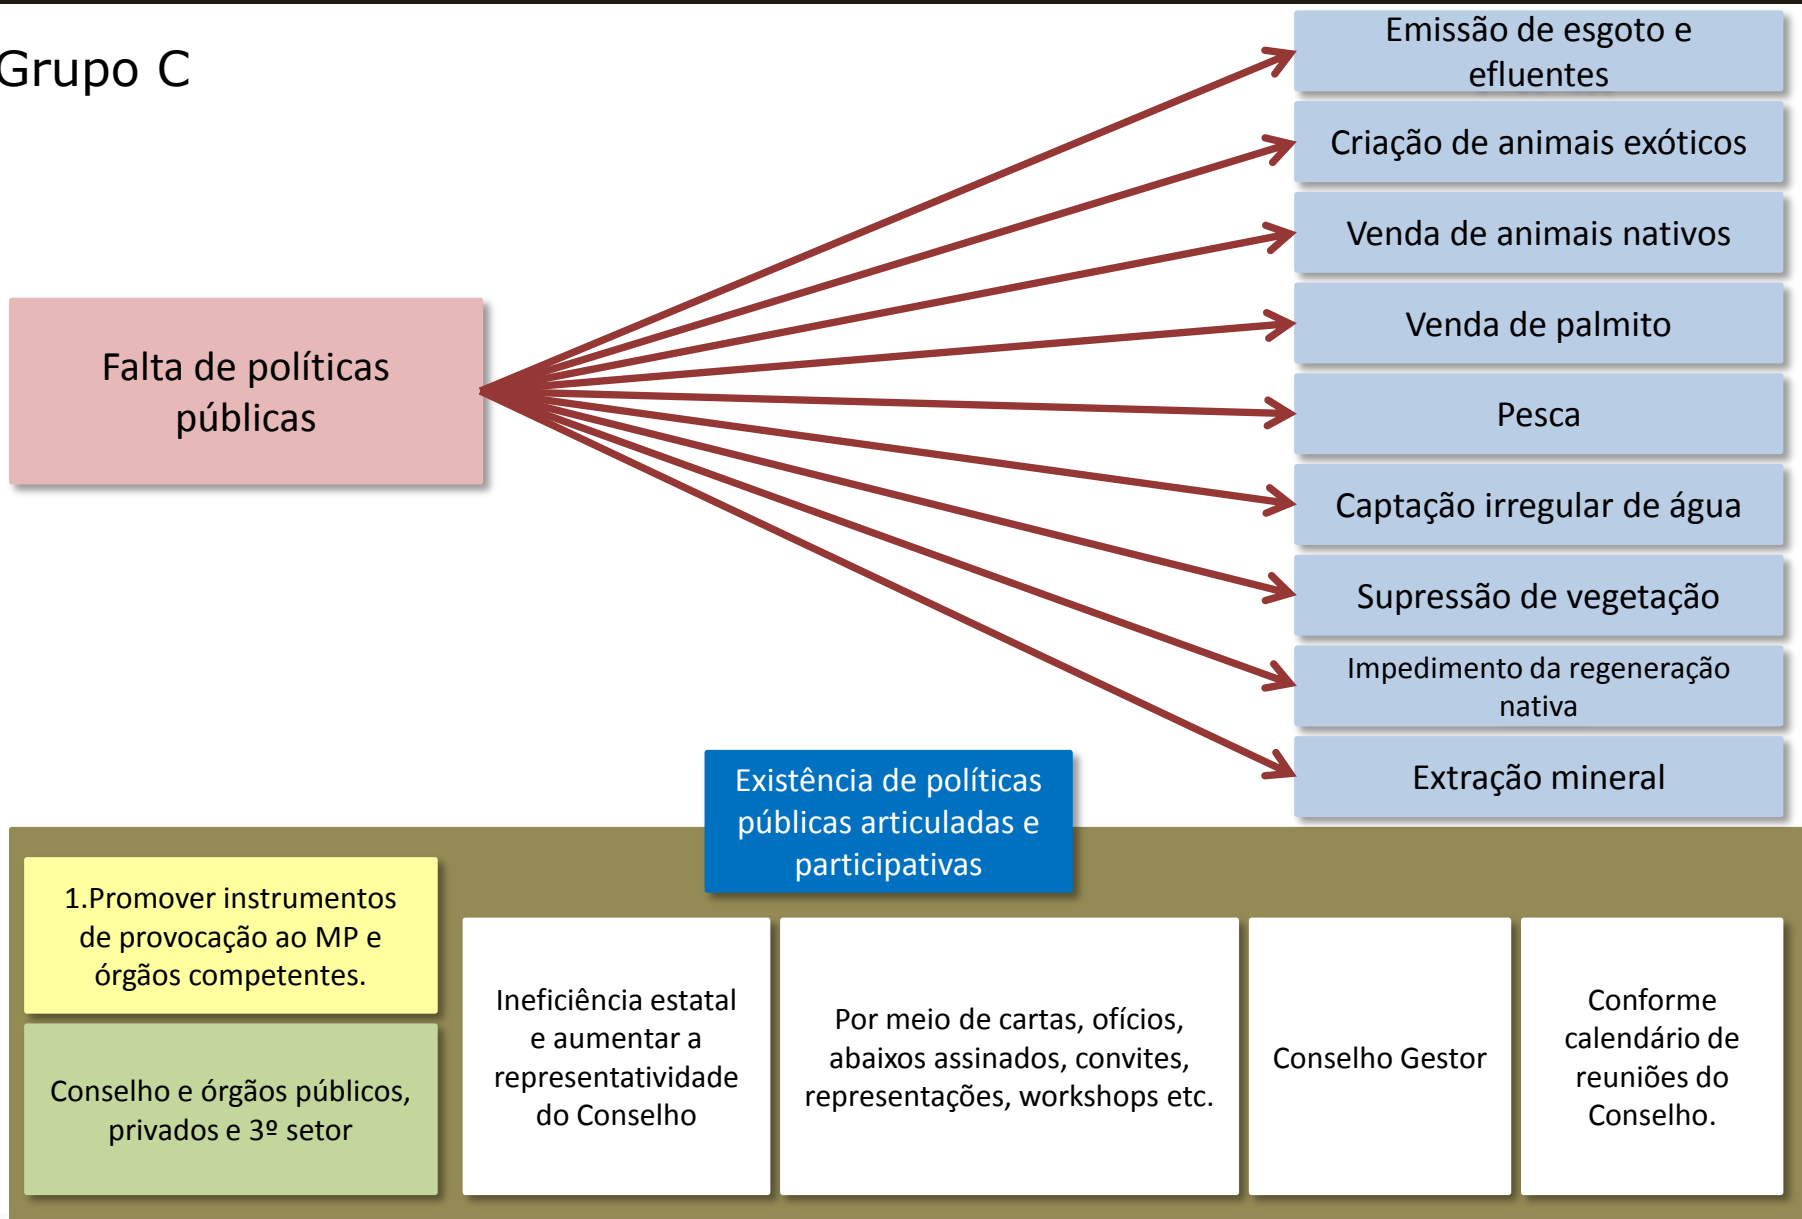 Grupo C
Emissão de esgoto e
efluentes
Criação de animais exóticos
Venda de animais nativos
Venda de palmito
Pesca
Captação irregular de água
Supressão de vegetação
Impedimento da regeneração
nativa
Extração mineral
Falta de políticas
públicas
Existência de políticas
públicas articuladas e
participativas
1.Promover instrumentos
de provocação ao MP e
órgãos competentes.
Conselho e órgãos públicos,
privados e 3º setor
Ineficiência estatal
e aumentar a
representatividade
do Conselho
Por meio de cartas, ofícios,
abaixos assinados, convites,
representações, workshops etc.
Conselho Gestor
Conforme
calendário de
reuniões do
Conselho.